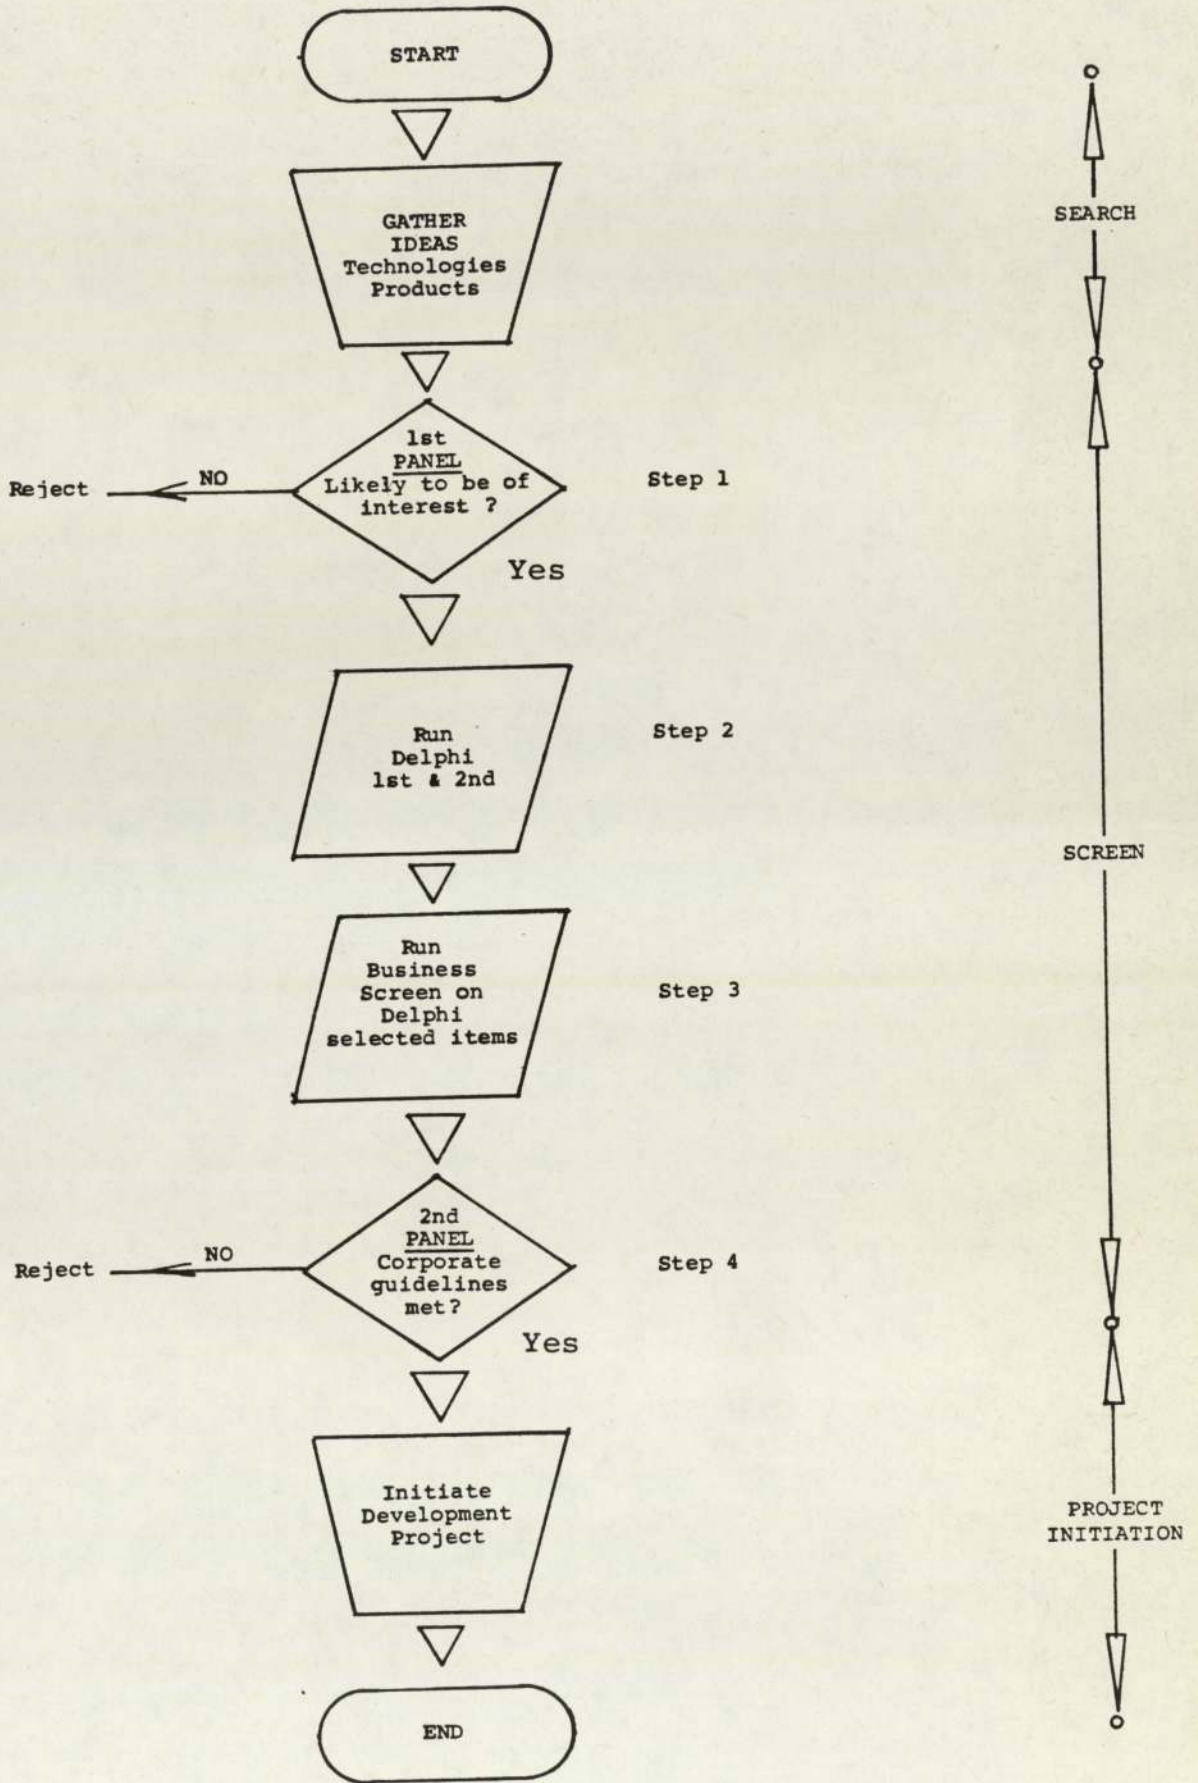 START
GATHER
IDEAS
Technologies
Products
SEARCH
1st
PANEL
Likely to be of
interest ?
NO
Reject
Step 1
Yes
Run
Delphi
1st & 2nd
Step 2
Run
Business
Screen on
Delphi
selected items
Step 3
SCREEN
2nd
PANEL
Corporate
guidelines
met?
NO
Reject
Step 4
Yes
Initiate
Development
Project
PROJECT
INITIATION
END